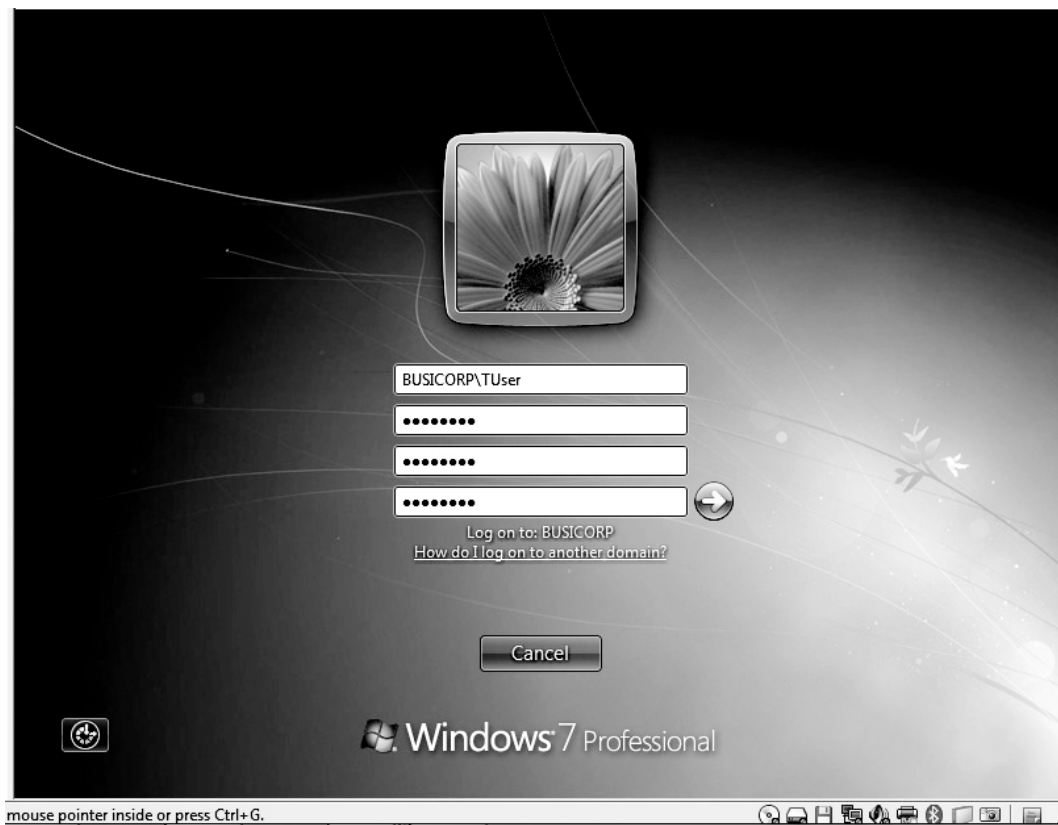 BUSICORP\TUser
••••••••
••••••••
••••••••
Log on to: BUSICORP
How do I log on to another domain?
Cancel
Windows 7 Professional
mouse pointer inside or press Ctrl+G.